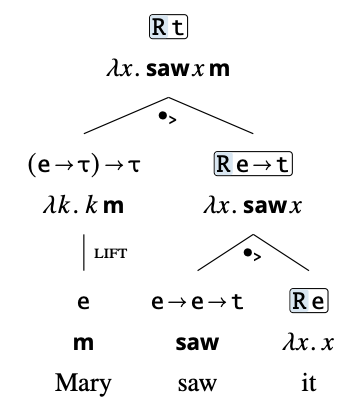 R t
λx. saw x m
•>
(e→τ)→τ R e→t
λk. k m λx. saw x
LIFT •>
e e→e→t R e
m saw λx. x
Mary saw it